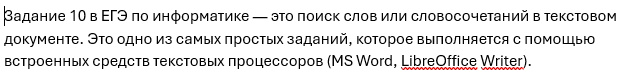 Задание 10 в ЕГЭ по информатике — это поиск слов или словосочетаний в текстовом
документе. Это одно из самых простых заданий, которое выполняется с помощью
встроенных средств текстовых процессоров (MS Word, LibreOffice Writer).